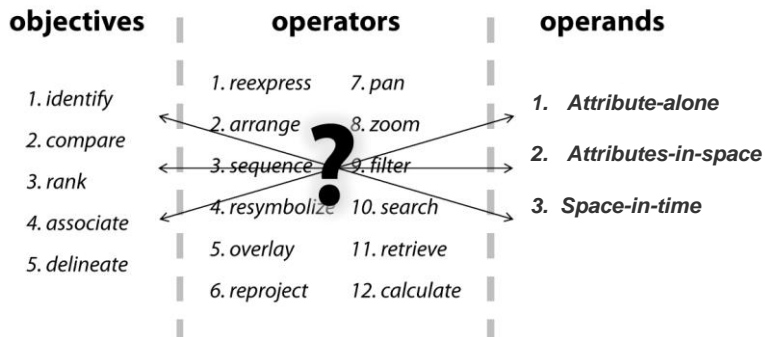 objectives
operators
operands
1. identify
2. compare
3. rank
4. associate
5. delineate
1. reexpress
2. arrange
3. sequence
4. resymbolize
5. overlay
6. reproject
7. pan
8. zoom
9. filter
10. search
11. retrieve
12. calculate
?
1. Attribute-alone
2. Attributes-in-space
3. Space-in-time